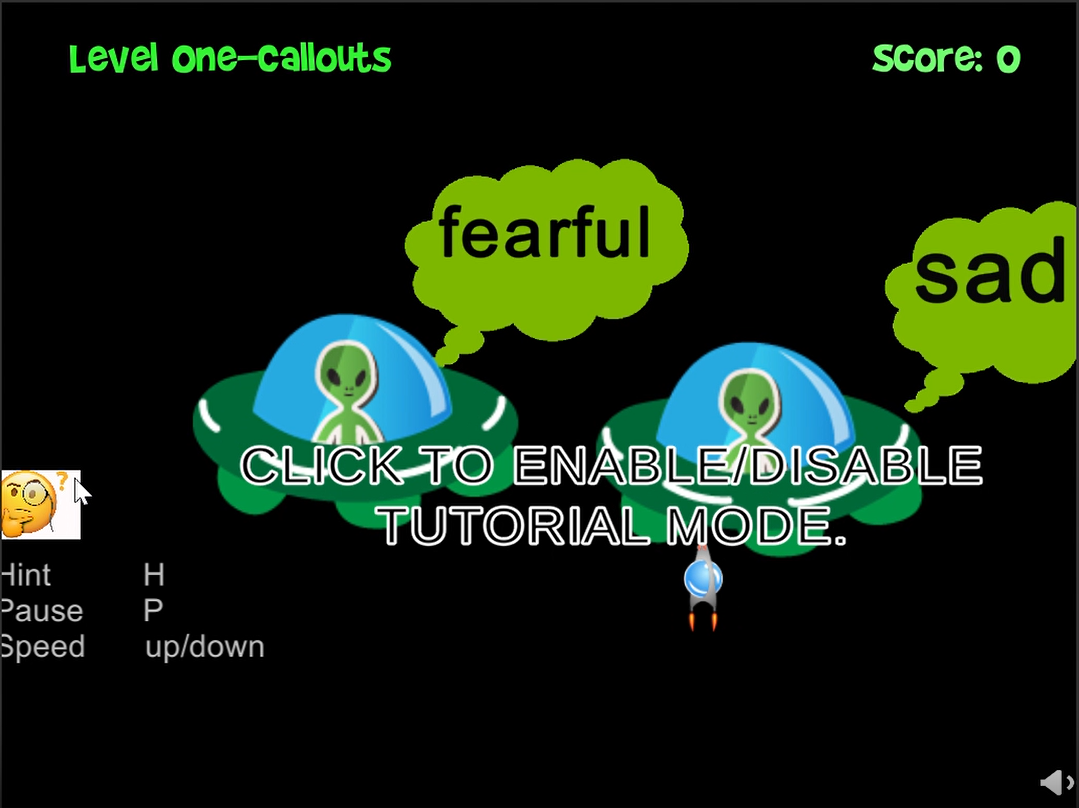 Level One-Callouts
Score: 0
fearful
sad
CLICK TO ENABLE/DISABLE
TUTORIAL MODE.
?
Hint H
Pause P
Speed up/down